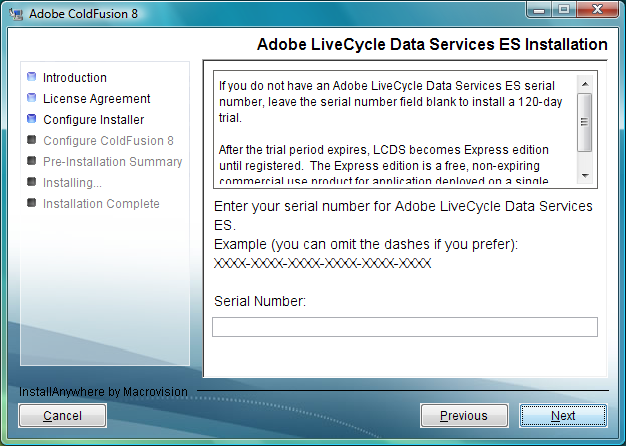 Adobe ColdFusion 8
Adobe LiveCycle Data Services ES Installation
Introduction
License Agreement
Configure Installer
Configure ColdFusion 8
Pre-Installation Summary
Installing...
Installation Complete
If you do not have an Adobe LiveCycle Data Services ES serial
number, leave the serial number field blank to install a 120-day
trial.
After the trial period expires, LCDS becomes Express edition
until registered.  The Express edition is a free, non-expiring
commercial use product for application deployed on a single
Enter your serial number for Adobe LiveCycle Data Services
ES.
Example (you can omit the dashes if you prefer):
XXXX-XXXX-XXXX-XXXX-XXXX-XXXX
Serial Number:
InstallAnywhere by Macrovision
Cancel
Previous
Next